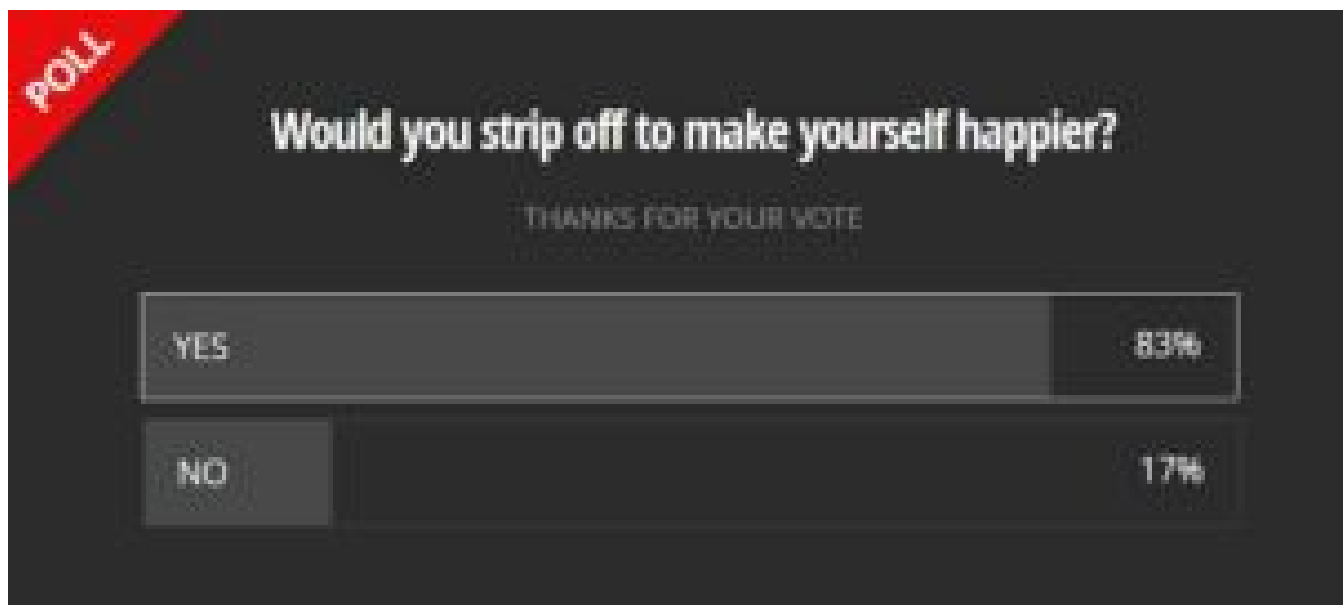 POLL
Would you strip off to make yourself happier?
THANKS FOR YOUR VOTE
YES 83%
NO 17%